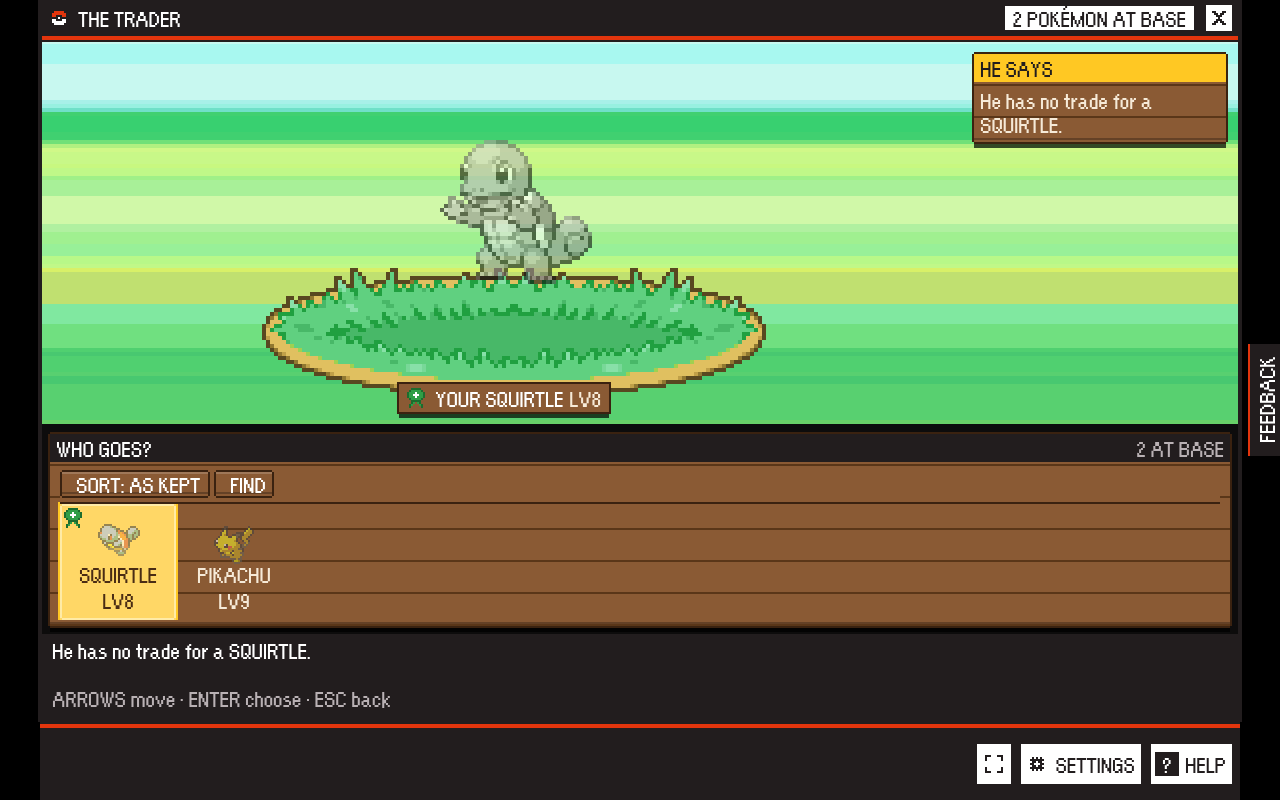 THE TRADER
2 POKÉMON AT BASE
X
HE SAYS
He has no trade for a
SQUIRTLE.
YOUR SQUIRTLE LV8
FEEDBACK
WHO GOES?
2 AT BASE
SORT: AS KEPT
FIND
SQUIRTLE
LV8
PIKACHU
LV9
He has no trade for a SQUIRTLE.
ARROWS move · ENTER choose · ESC back
SETTINGS
? HELP